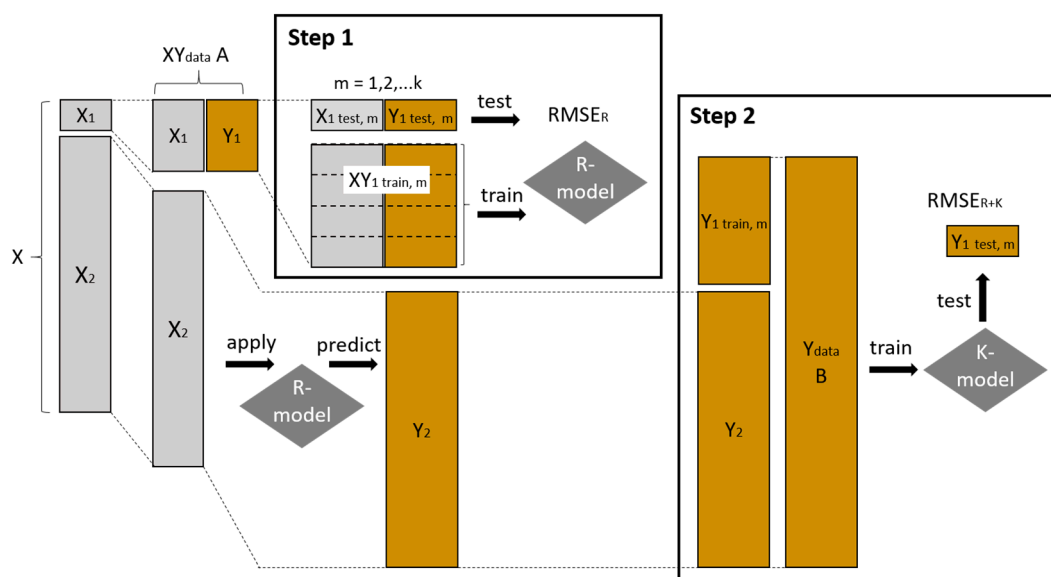 Step 1
XYdata A
m = 1,2,...k
X1
X1
Y1
X1 test, m
Y1 test, m
test
RMSER
XY1 train, m
train
R-
model
X
X2
X2
apply
R-
model
predict
Y2
Step 2
Y1 train, m
Y2
Ydata
B
train
K-
model
test
Y1 test, m
RMSER+K